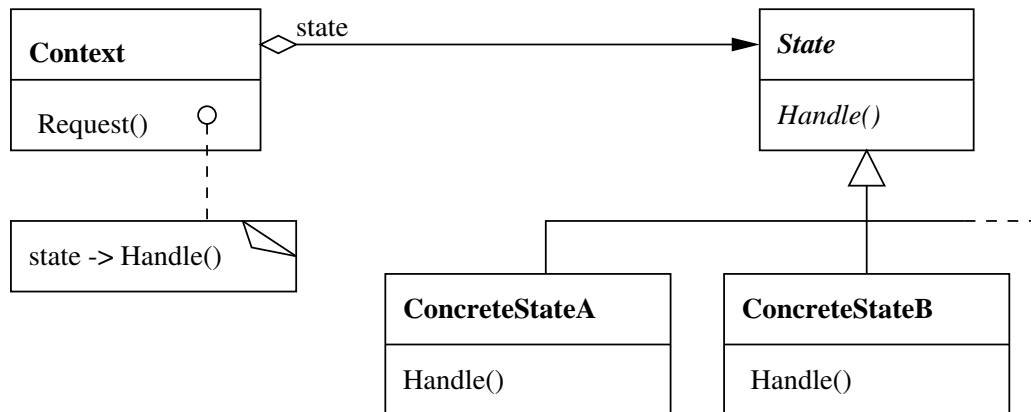 state
Context
State
Request()
Handle()
state -> Handle()
ConcreteStateA
ConcreteStateB
Handle()
Handle()